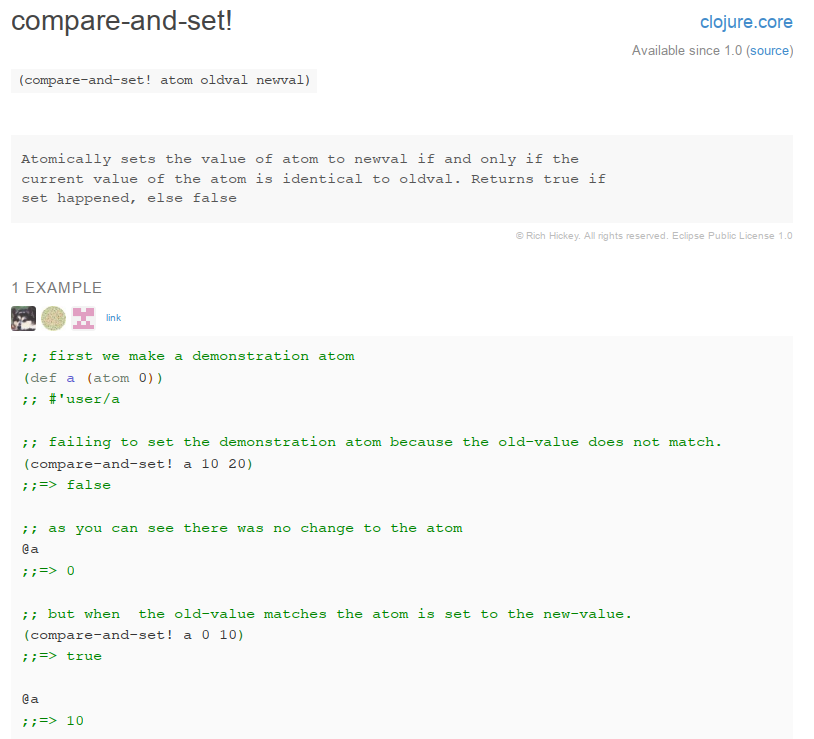 compare-and-set!
clojure.core
Available since 1.0 (source)
(compare-and-set! atom oldval newval)
Atomically sets the value of atom to newval if and only if the
current value of the atom is identical to oldval. Returns true if
set happened, else false
© Rich Hickey. All rights reserved. Eclipse Public License 1.0
1 EXAMPLE
link
;; first we make a demonstration atom
(def a (atom 0))
;; #'user/a
;; failing to set the demonstration atom because the old-value does not match.
(compare-and-set! a 10 20)
;;=> false
;; as you can see there was no change to the atom
@a
;;=> 0
;; but when  the old-value matches the atom is set to the new-value.
(compare-and-set! a 0 10)
;;=> true
@a
;;=> 10